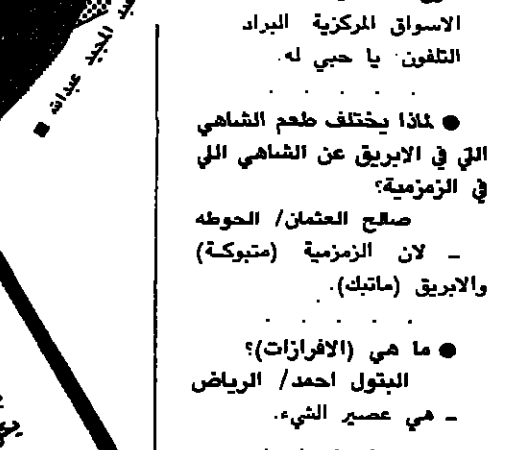 الاسواق المركزية البراد
التلفون يا حبي له.
. . . . .
● لماذا يختلف طعم الشاهي
اللي في الابريق عن الشاهي اللي
في الزمزمية؟
صالح العثمان/ الحوطه
ـ لان الزمزمية (متبوكة)
والابريق (ماتبك).
. . . . .
● ما هي (الافرازات)؟
البتول احمد/ الرياض
ـ هي عصير الشيء.
■ عبد المجيد عبدالله